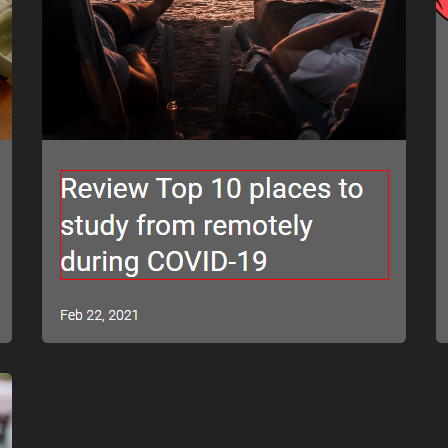 Review Top 10 places to
study from remotely
during COVID-19
Feb 22, 2021